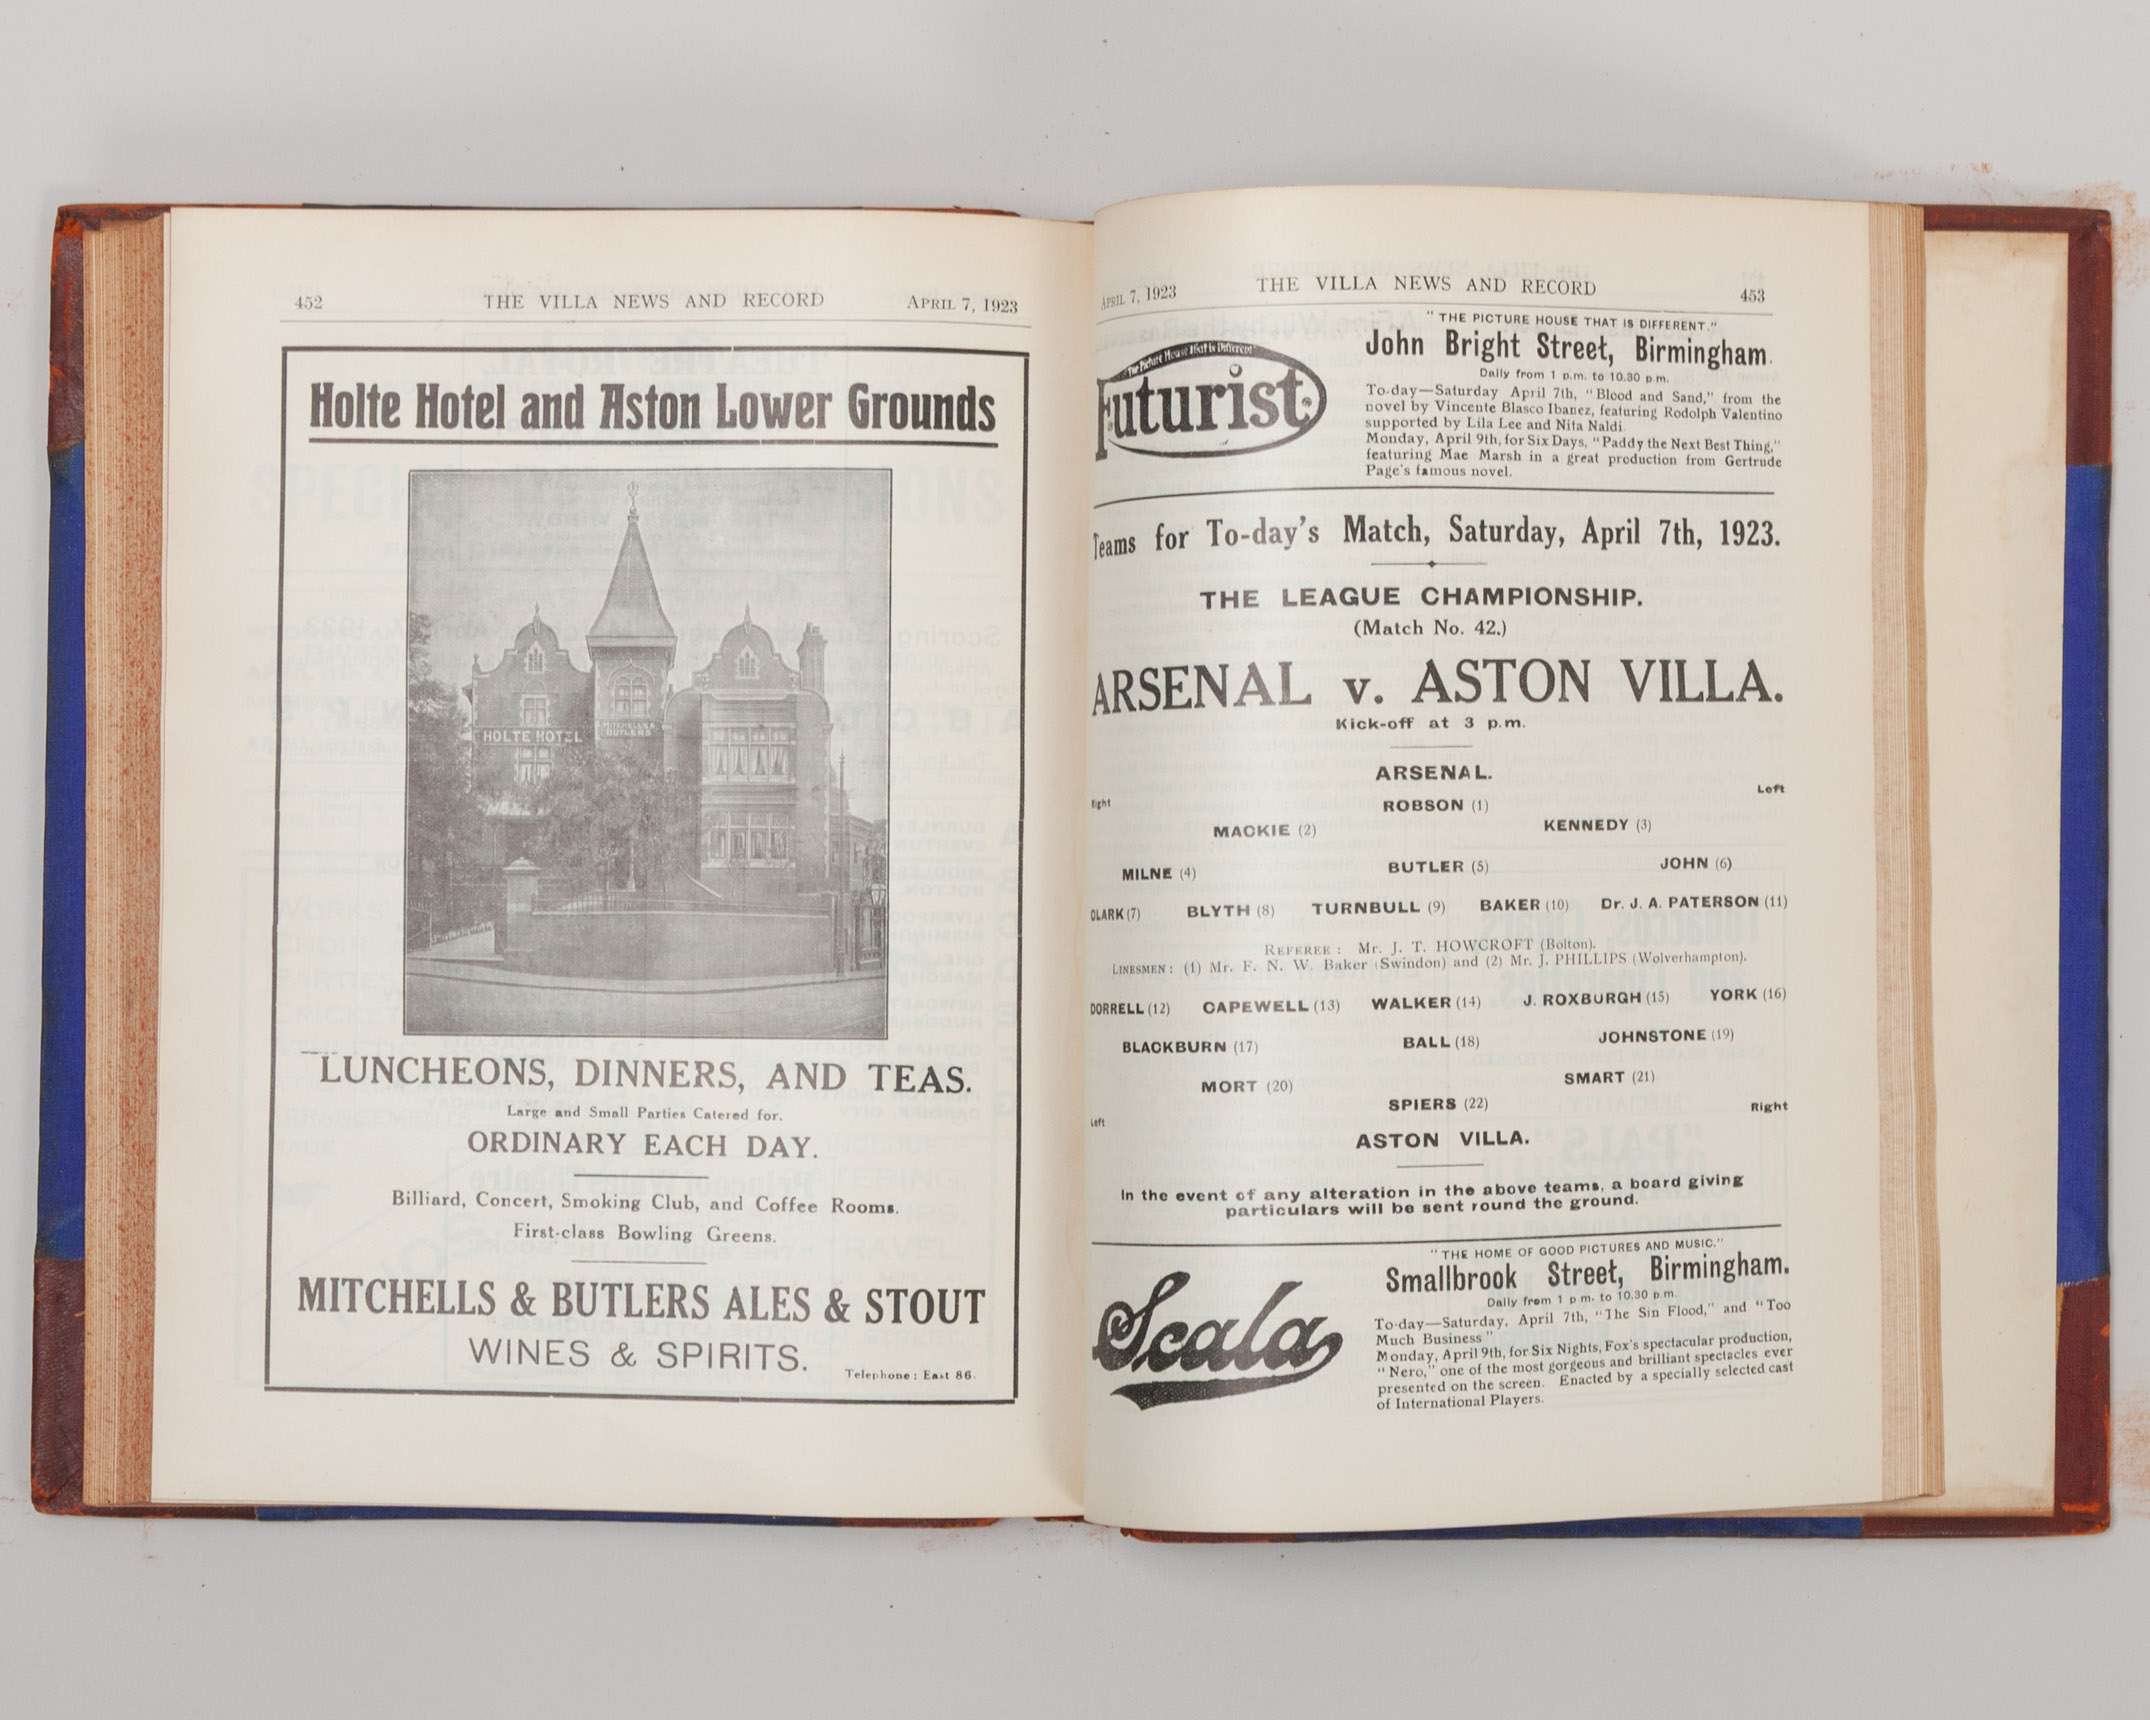 452 THE VILLA NEWS AND RECORD APRIL 7, 1923
Holte Hotel and Aston Lower Grounds
HOLTE HOTEL
MITCHELLS &
BUTLERS
LUNCHEONS, DINNERS, AND TEAS.
Large and Small Parties Catered for.
ORDINARY EACH DAY.
Billiard, Concert, Smoking Club, and Coffee Rooms.
First-class Bowling Greens.
MITCHELLS & BUTLERS ALES & STOUT
WINES & SPIRITS.
Telephone: East 86.
APRIL 7, 1923 THE VILLA NEWS AND RECORD 453
The Picture House that is Different
Futurist
"THE PICTURE HOUSE THAT IS DIFFERENT."
John Bright Street, Birmingham.
Daily from 1 p.m. to 10.30 p.m.
To-day—Saturday April 7th, "Blood and Sand," from the
novel by Vincente Blasco Ibanez, featuring Rodolph Valentino
supported by Lila Lee and Nita Naldi.
Monday, April 9th, for Six Days, "Paddy the Next Best Thing,"
featuring Mae Marsh in a great production from Gertrude
Page's famous novel.
Teams for To-day's Match, Saturday, April 7th, 1923.
THE LEAGUE CHAMPIONSHIP.
(Match No. 42.)
ARSENAL v. ASTON VILLA.
Kick-off at 3 p.m.
ARSENAL.
Right Left
ROBSON (1)
MACKIE (2) KENNEDY (3)
MILNE (4) BUTLER (5) JOHN (6)
CLARK (7) BLYTH (8) TURNBULL (9) BAKER (10) Dr. J. A. PATERSON (11)
REFEREE: Mr. J. T. HOWCROFT (Bolton).
LINESMEN: (1) Mr. F. N. W. Baker (Swindon) and (2) Mr. J. PHILLIPS (Wolverhampton).
DORRELL (12) CAPEWELL (13) WALKER (14) J. ROXBURGH (15) YORK (16)
BLACKBURN (17) BALL (18) JOHNSTONE (19)
MORT (20) SMART (21)
SPIERS (22)
Left Right
ASTON VILLA.
In the event of any alteration in the above teams, a board giving
particulars will be sent round the ground.
Scala
"THE HOME OF GOOD PICTURES AND MUSIC."
Smallbrook Street, Birmingham.
Daily from 1 p.m. to 10.30 p.m.
To-day—Saturday, April 7th, "The Sin Flood," and "Too
Much Business"
Monday, April 9th, for Six Nights, Fox's spectacular production,
"Nero," one of the most gorgeous and brilliant spectacles ever
presented on the screen. Enacted by a specially selected cast
of International Players.